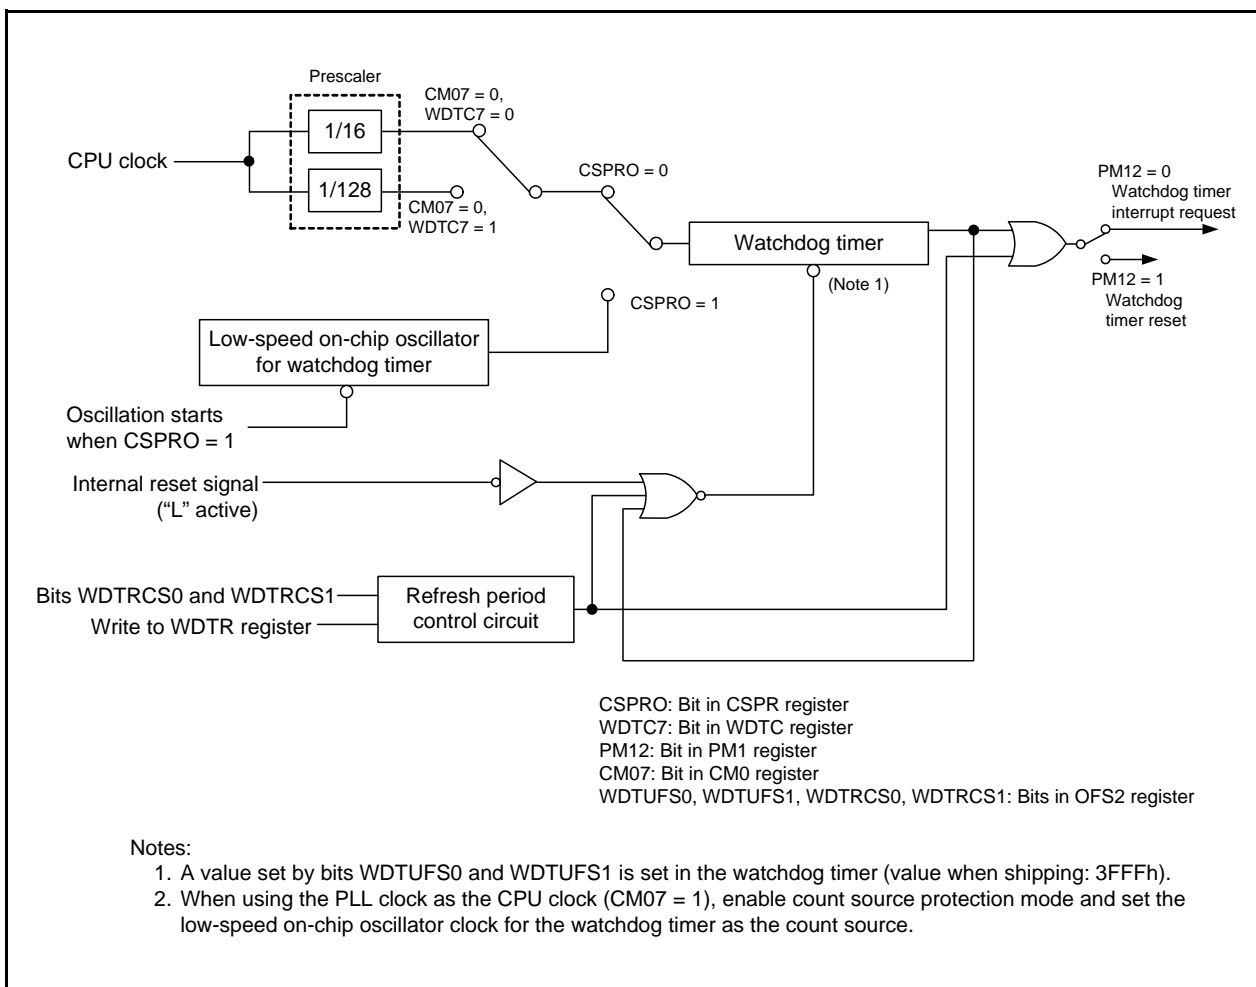 Prescaler
CM07 = 0,
WDTC7 = 0
1/16
CPU clock
1/128
CM07 = 0,
WDTC7 = 1
CSPRO = 0
PM12 = 0
Watchdog timer
interrupt request
Watchdog timer
(Note 1)
PM12 = 1
Watchdog
timer reset
CSPRO = 1
Low-speed on-chip oscillator
for watchdog timer
Oscillation starts
when CSPRO = 1
Internal reset signal
(“L” active)
Bits WDTRCS0 and WDTRCS1
Write to WDTR register
Refresh period
control circuit
CSPRO: Bit in CSPR register
WDTC7: Bit in WDTC register
PM12: Bit in PM1 register
CM07: Bit in CM0 register
WDTUFS0, WDTUFS1, WDTRCS0, WDTRCS1: Bits in OFS2 register
Notes:
1. A value set by bits WDTUFS0 and WDTUFS1 is set in the watchdog timer (value when shipping: 3FFFh).
2. When using the PLL clock as the CPU clock (CM07 = 1), enable count source protection mode and set the
low-speed on-chip oscillator clock for the watchdog timer as the count source.